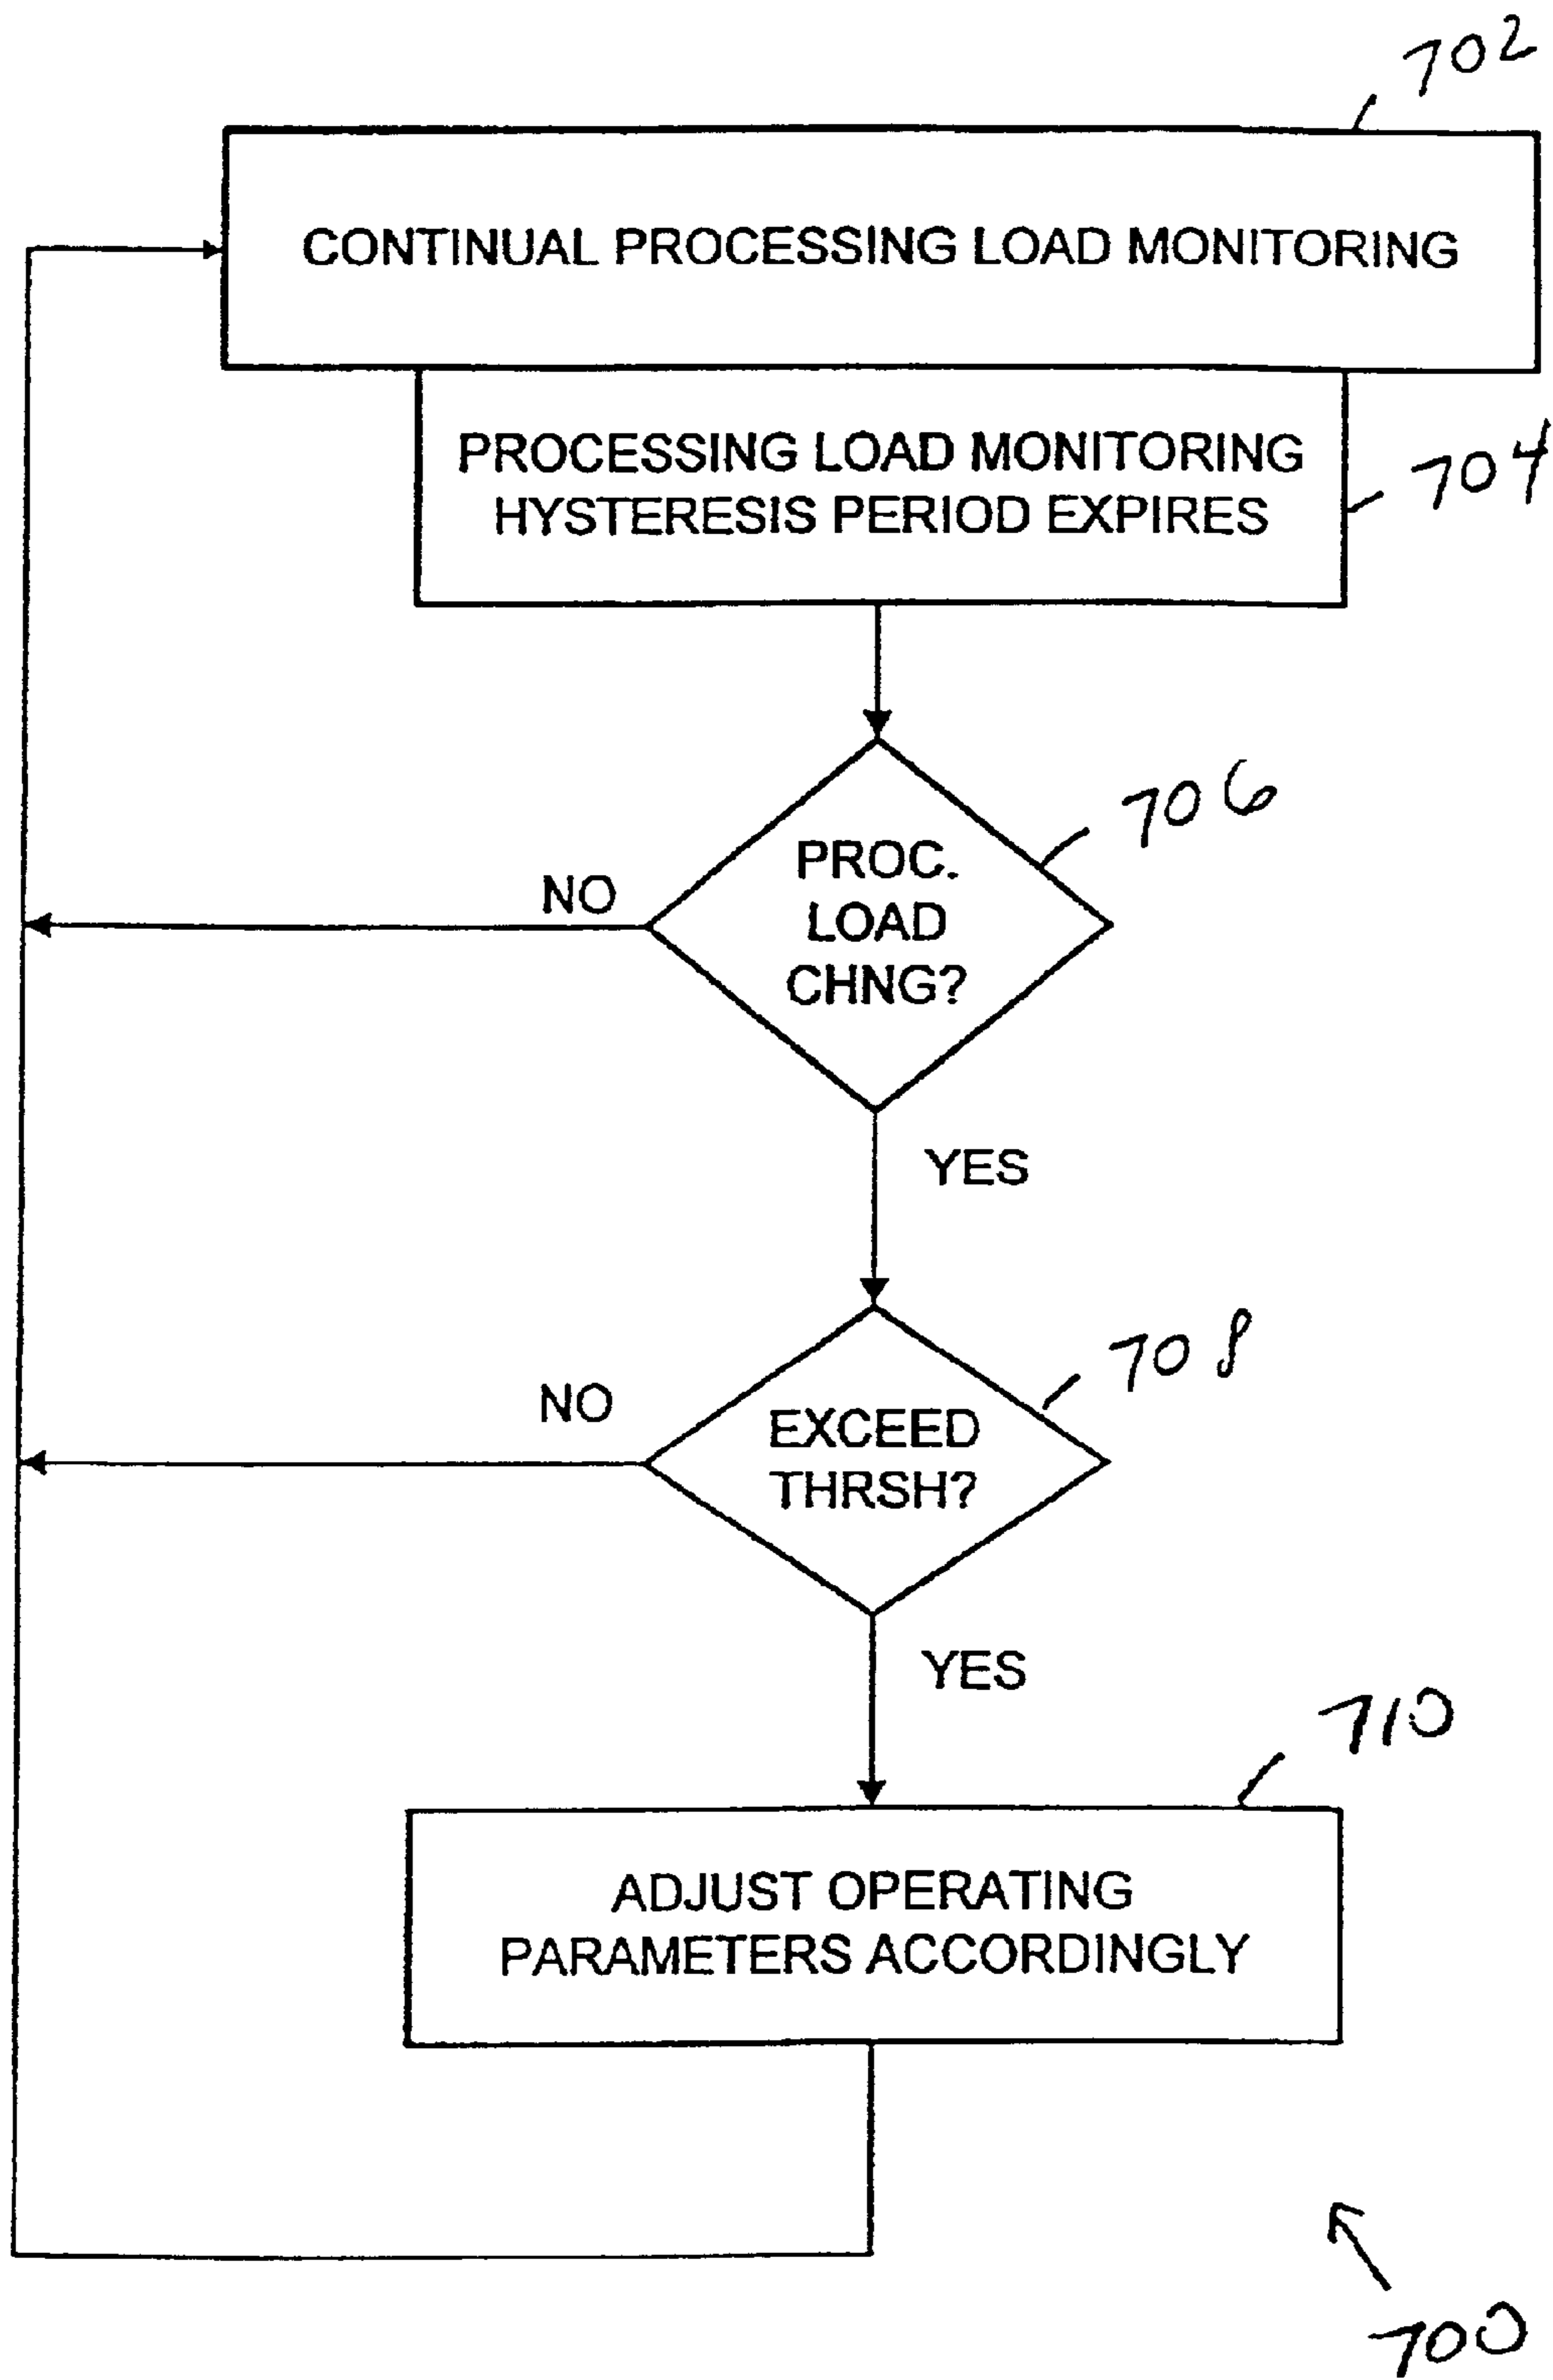 702
CONTINUAL PROCESSING LOAD MONITORING
PROCESSING LOAD MONITORING
HYSTERESIS PERIOD EXPIRES
704
706
PROC.
LOAD
CHNG?
NO
YES
708
NO
EXCEED
THRSH?
YES
710
ADJUST OPERATING
PARAMETERS ACCORDINGLY
700